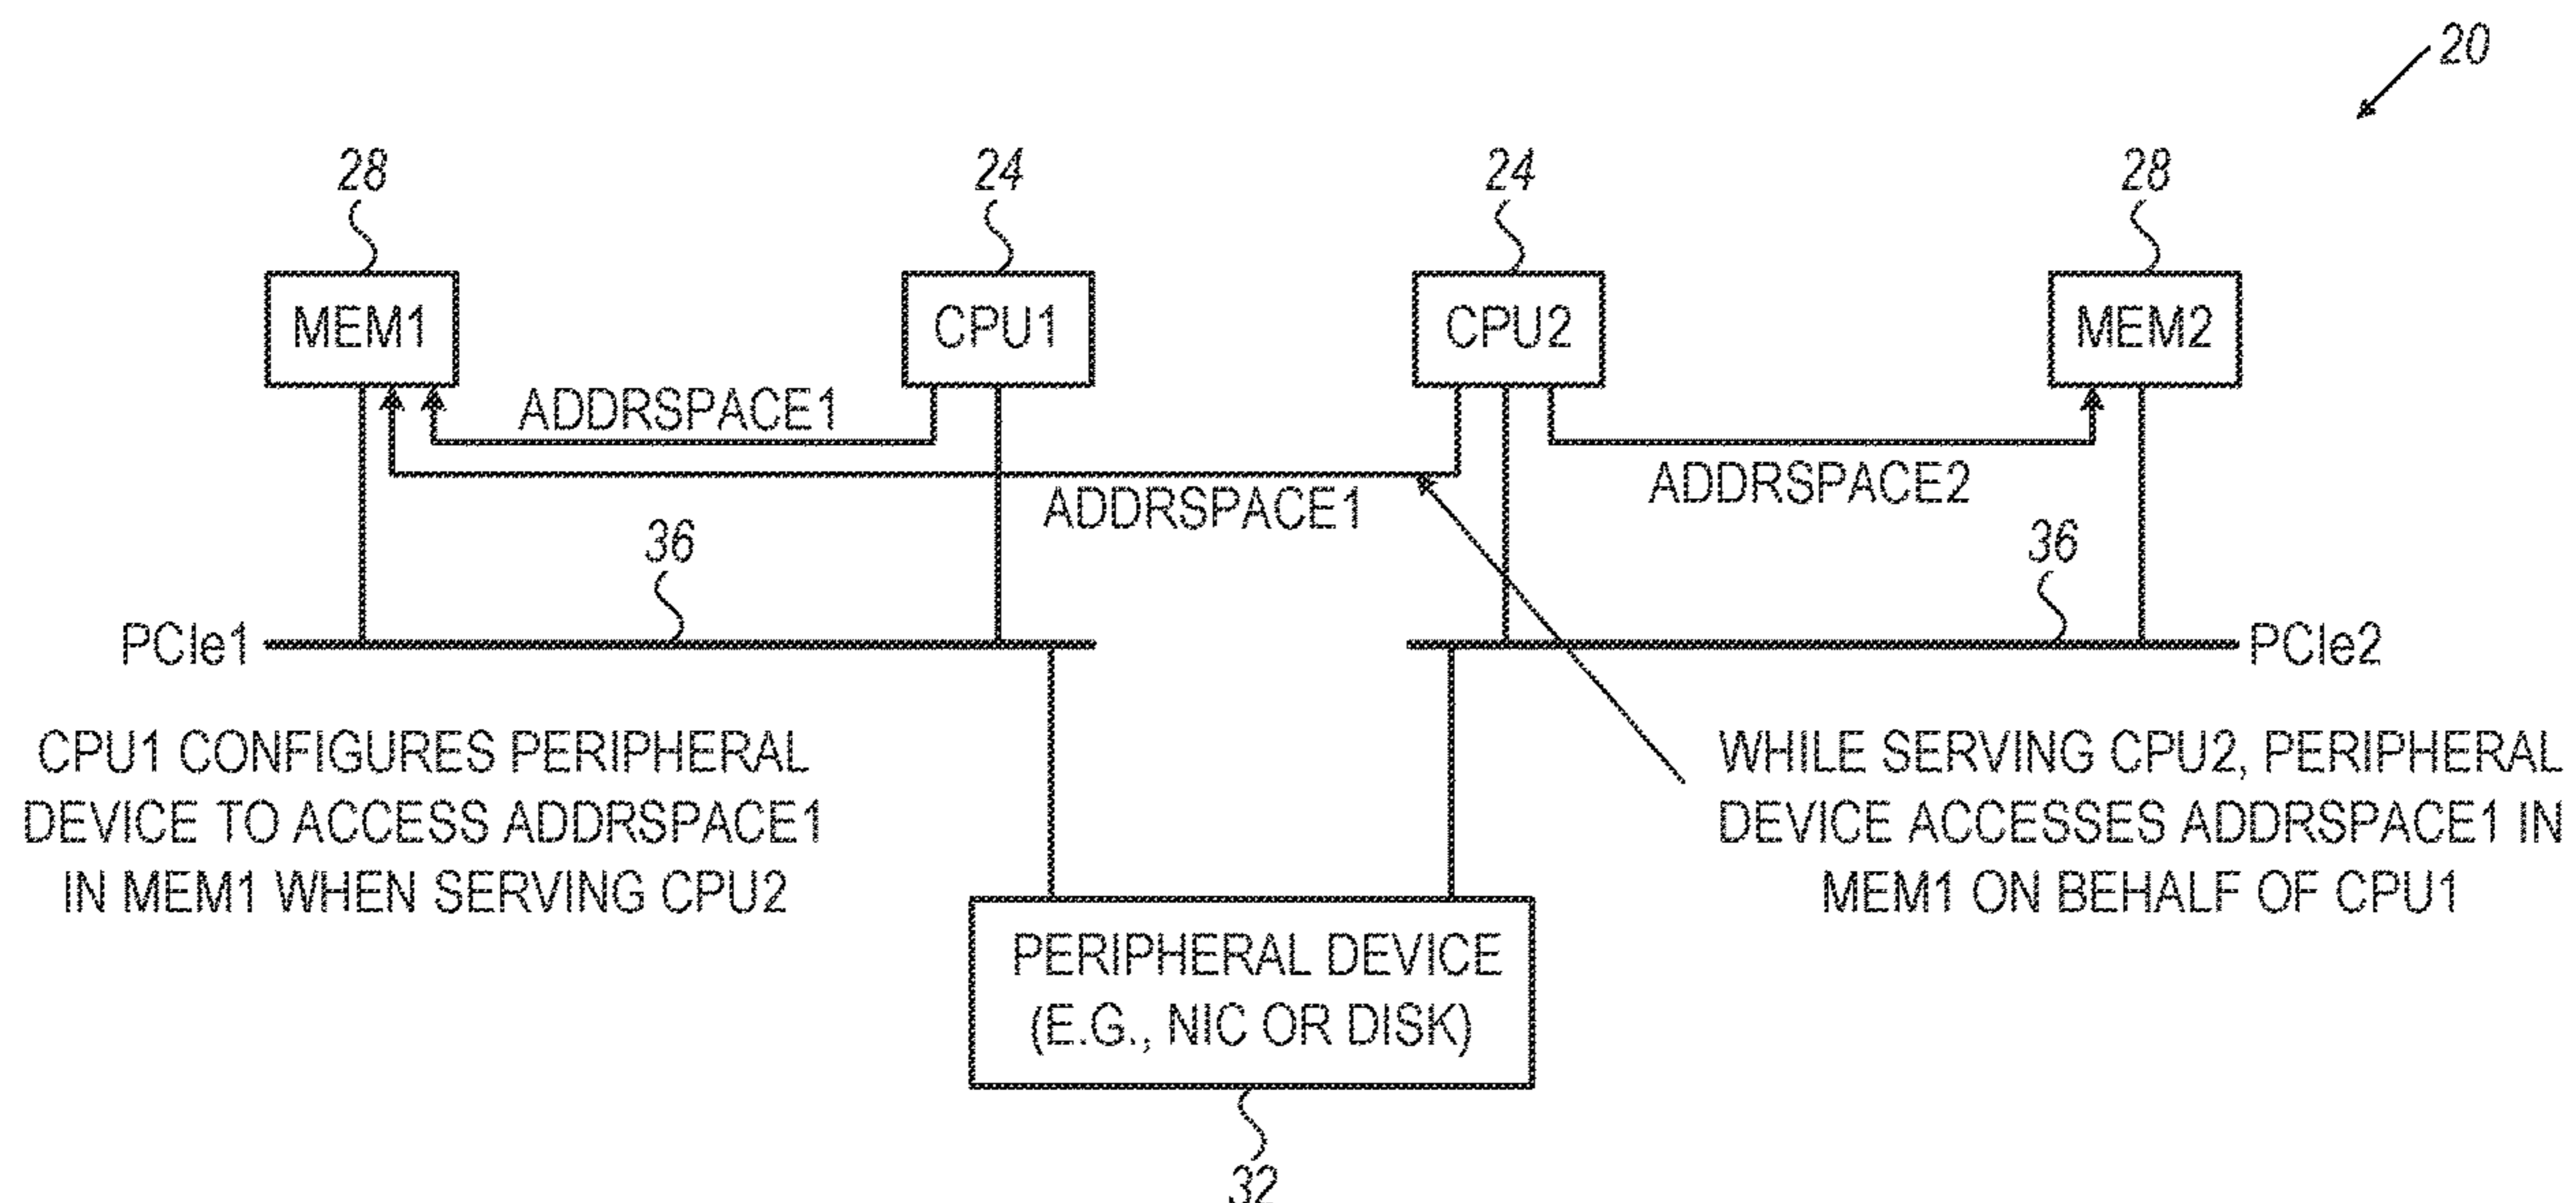 20
28
24
24
28
MEM1
CPU1
CPU2
MEM2
ADDRSPACE1
ADDRSPACE1
ADDRSPACE2
36
36
PCIe1
PCIe2
CPU1 CONFIGURES PERIPHERAL
DEVICE TO ACCESS ADDRSPACE1
IN MEM1 WHEN SERVING CPU2
WHILE SERVING CPU2, PERIPHERAL
DEVICE ACCESSES ADDRSPACE1 IN
MEM1 ON BEHALF OF CPU1
PERIPHERAL DEVICE
(E.G., NIC OR DISK)
32